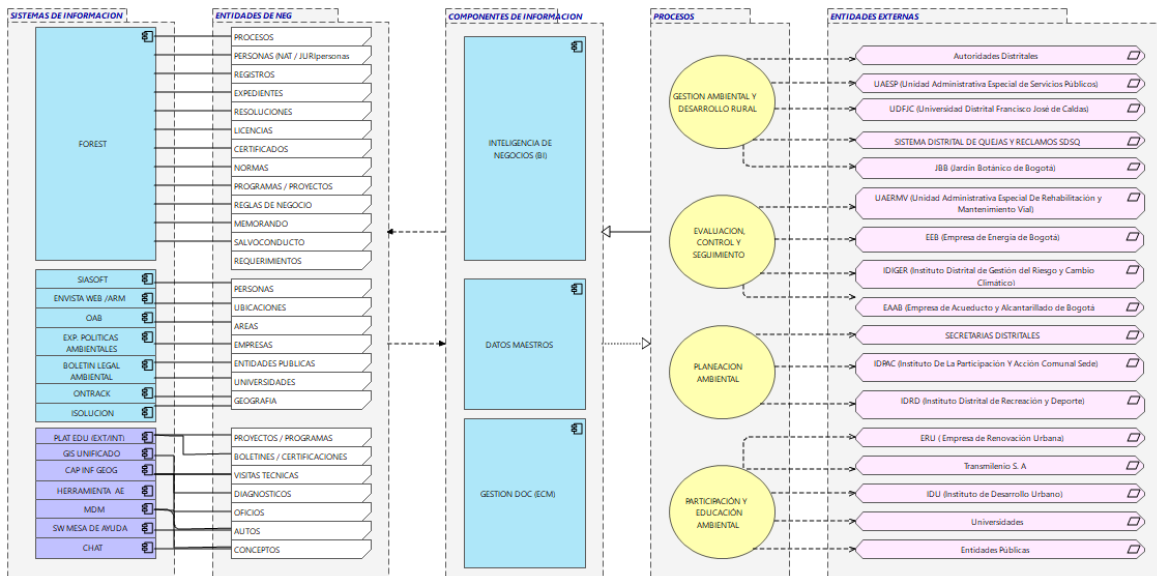 SISTEMAS DE INFORMACION
FOREST
SIASOFT
ENVISTA WEB /ARM
OAB
EXP. POLITICAS
AMBIENTALES
BOLETIN LEGAL
AMBIENTAL
ONTRACK
ISOLUCION
PLAT EDU (EXT/INT)
GIS UNIFICADO
CAP INF GEOG
HERRAMIENTA AE
MDM
SW MESA DE AYUDA
CHAT
ENTIDADES DE NEG
PROCESOS
PERSONAS (NAT / JURIpersonas
REGISTROS
EXPEDIENTES
RESOLUCIONES
LICENCIAS
CERTIFICADOS
NORMAS
PROGRAMAS / PROYECTOS
REGLAS DE NEGOCIO
MEMORANDO
SALVOCONDUCTO
REQUERIMIENTOS
PERSONAS
UBICACIONES
AREAS
EMPRESAS
ENTIDADES PUBLICAS
UNIVERSIDADES
GEOGRAFIA
PROYECTOS / PROGRAMAS
BOLETINES / CERTIFICACIONES
VISITAS TECNICAS
DIAGNOSTICOS
OFICIOS
AUTOS
CONCEPTOS
COMPONENTES DE INFORMACION
INTELIGENCIA DE
NEGOCIOS (BI)
DATOS MAESTROS
GESTION DOC (ECM)
PROCESOS
GESTION AMBIENTAL Y
DESARROLLO RURAL
EVALUACION,
CONTROL Y
SEGUIMIENTO
PLANEACION
AMBIENTAL
PARTICIPACIÓN Y
EDUCACIÓN
AMBIENTAL
ENTIDADES EXTERNAS
Autoridades Distritales
UAESP (Unidad Administrativa Especial de Servicios Públicos)
UDFJC (Universidad Distrital Francisco José de Caldas)
SISTEMA DISTRITAL DE QUEJAS Y RECLAMOS SDSQ
JBB (Jardín Botánico de Bogotá)
UAERMV (Unidad Administrativa Especial De Rehabilitación y
Mantenimiento Vial)
EEB (Empresa de Energía de Bogotá)
IDIGER (Instituto Distrital de Gestión del Riesgo y Cambio
Climático)
EAAB (Empresa de Acueducto y Alcantarillado de Bogotá
SECRETARIAS DISTRITALES
IDPAC (Instituto De La Participación Y Acción Comunal Sede)
IDRD (Instituto Distrital de Recreación y Deporte)
ERU ( Empresa de Renovación Urbana)
Transmilenio S. A
IDU (Instituto de Desarrollo Urbano)
Universidades
Entidades Públicas